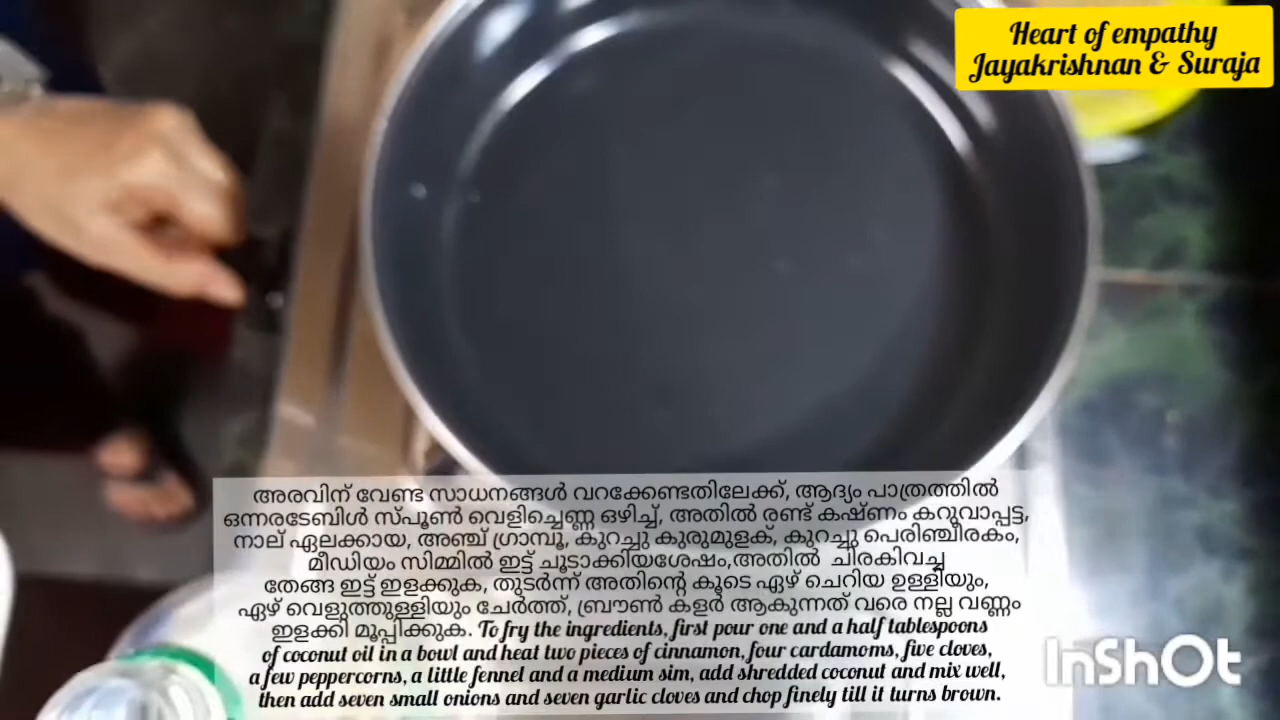 Heart of empathy
Jayakrishnan & Suraja
അരവിന് വേണ്ട സാധനങ്ങൾ വറക്കേണ്ടതിലേക്ക്, ആദ്യം പാത്രത്തിൽ
ഒന്നരടേബിൾ സ്പൂൺ വെളിച്ചെണ്ണ ഒഴിച്ച്, അതിൽ രണ്ട് കഷ്ണം കറുവാപ്പട്ട,
നാല് ഏലക്കായ, അഞ്ച് ഗ്രാമ്പൂ, കുറച്ചു കുരുമുളക്, കുറച്ചു പെരിഞ്ചീരകം,
മീഡിയം സിമ്മിൽ ഇട്ട് ചൂടാക്കിയശേഷം,അതിൽ ചിരകിവച്ച
തേങ്ങ ഇട്ട് ഇളക്കുക, തുടർന്ന് അതിന്റെ കൂടെ ഏഴ് ചെറിയ ഉള്ളിയും,
ഏഴ് വെളുത്തുള്ളിയും ചേർത്ത്, ബ്രൗൺ കളർ ആകുന്നത് വരെ നല്ല വണ്ണം
ഇളക്കി മൂപ്പിക്കുക. To fry the ingredients, first pour one and a half tablespoons
of coconut oil in a bowl and heat two pieces of cinnamon, four cardamoms, five cloves,
a few peppercorns, a little fennel and a medium sim, add shredded coconut and mix well,
then add seven small onions and seven garlic cloves and chop finely till it turns brown.
InShOt